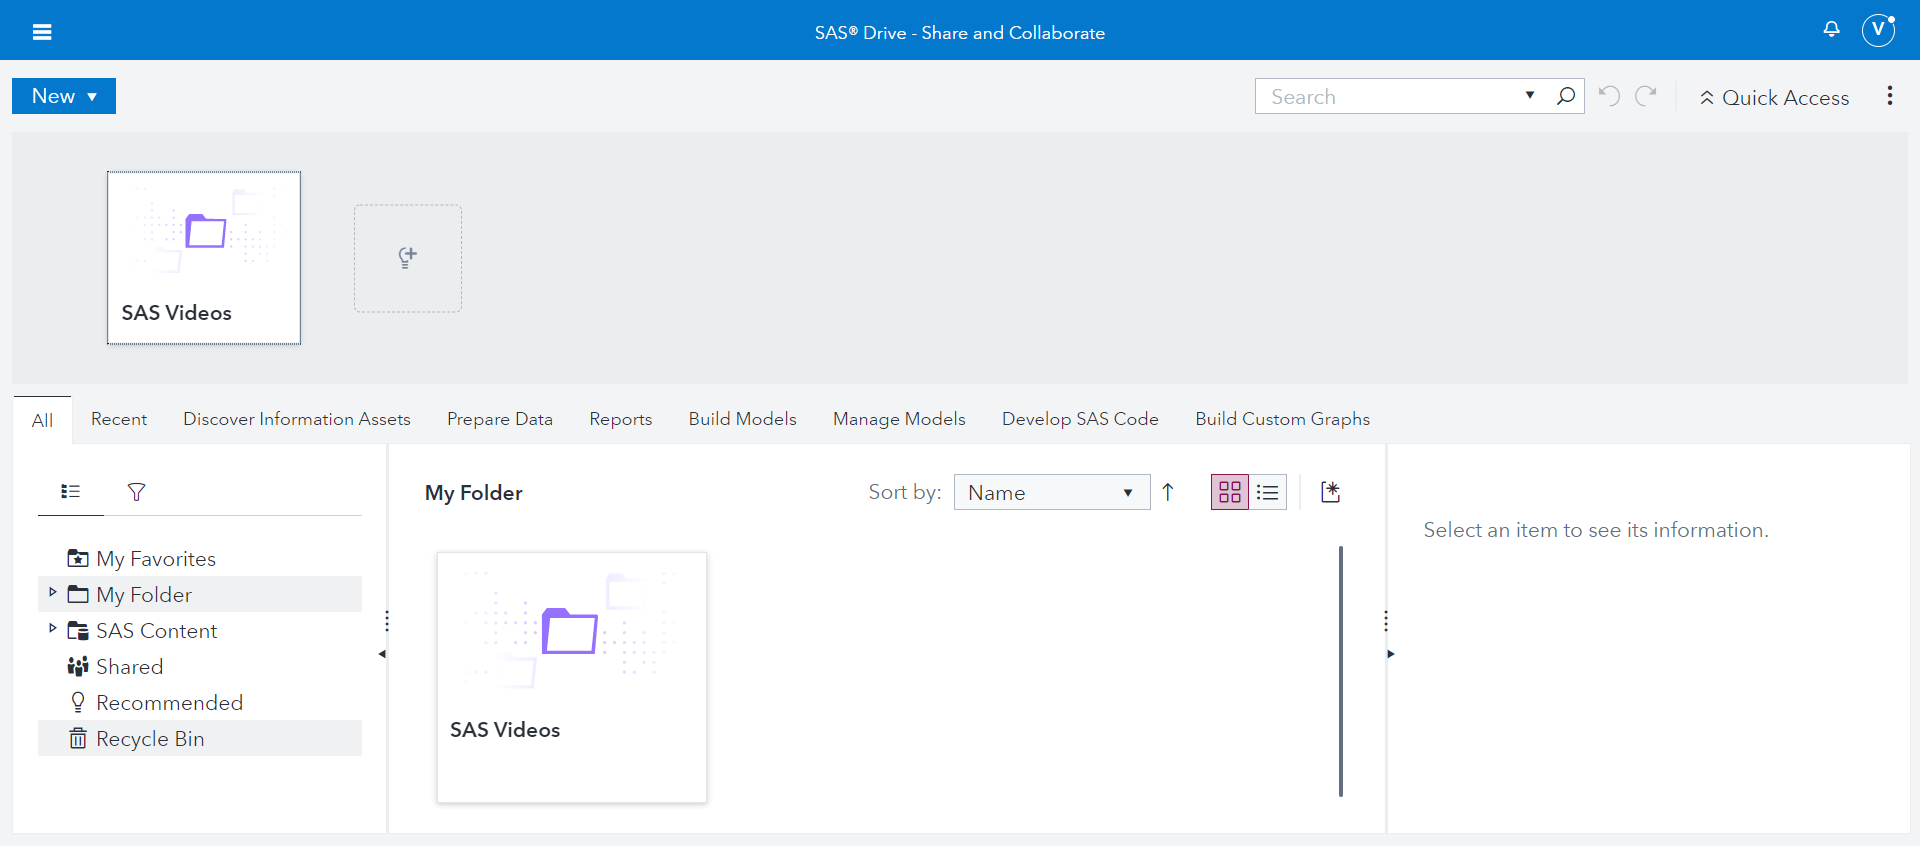 SAS® Drive - Share and Collaborate
V
New
Search
Quick Access
SAS Videos
All
Recent
Discover Information Assets
Prepare Data
Reports
Build Models
Manage Models
Develop SAS Code
Build Custom Graphs
My Folder
Sort by:
Name
Select an item to see its information.
My Favorites
My Folder
SAS Content
Shared
Recommended
Recycle Bin
SAS Videos